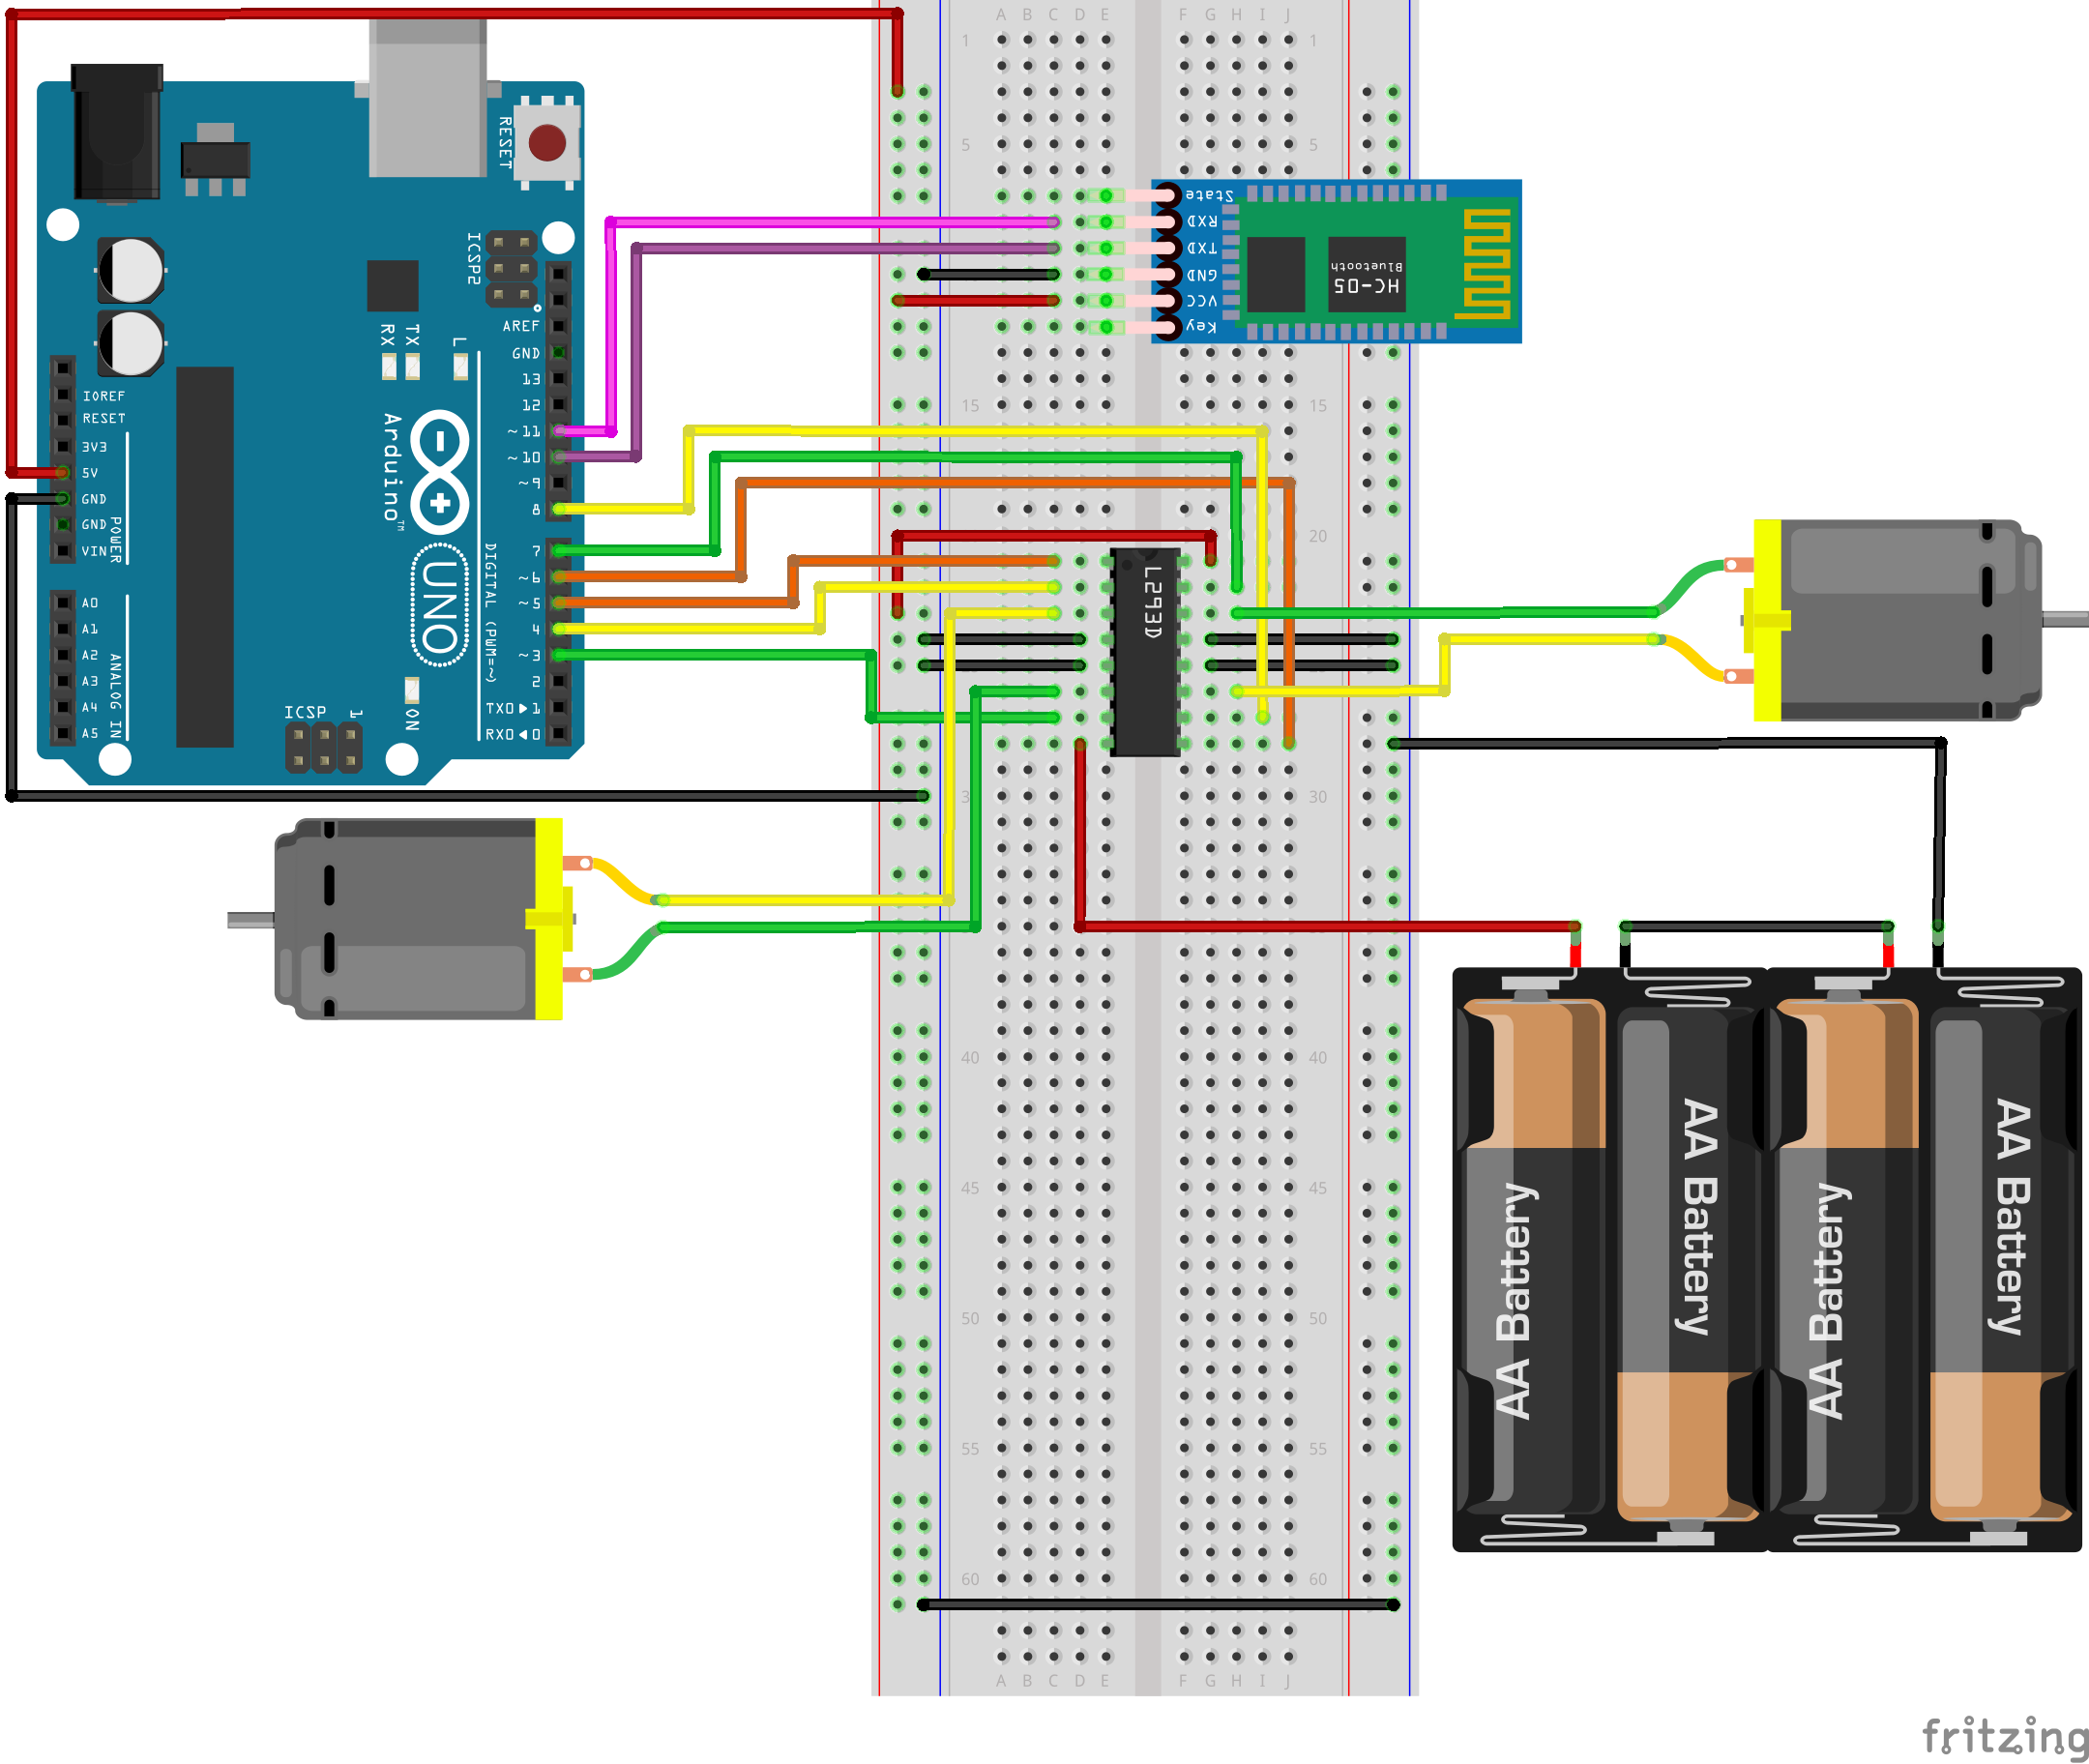 A B C D E F G H I J
1 1
5 5
15 15
20
30
40 40
45 45
50 50
55 55
60 60
A B C D E F G H I J
RESET
ICSP2
AREF
GND
13
12
~11
~10
~9
8
7
~6
~5
4
~3
2
TX0▶1
RX0◀0
DIGITAL (PWM=~)
RX
TX
L
Arduino™
UNO
ON
ICSP
1
IOREF
RESET
3V3
5V
GND
GND
VIN
POWER
A0
A1
A2
A3
A4
A5
ANALOG IN
State
RXD
TXD
GND
VCC
Key
HC-05
Bluetooth
L293D
AA Battery
AA Battery
AA Battery
AA Battery
fritzing